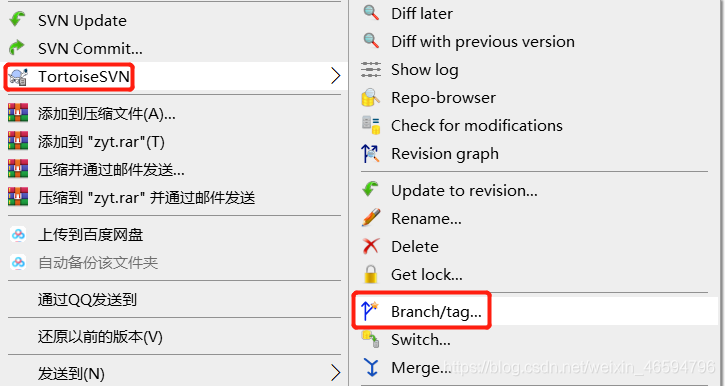 SVN Update
SVN Commit...
TortoiseSVN
添加到压缩文件(A)...
添加到 "zyt.rar"(T)
压缩并通过邮件发送...
压缩到 "zyt.rar" 并通过邮件发送
上传到百度网盘
自动备份该文件夹
通过QQ发送到
还原以前的版本(V)
发送到(N)
Diff later
Diff with previous version
Show log
Repo-browser
Check for modifications
Revision graph
Update to revision...
Rename...
Delete
Get lock...
Branch/tag...
Switch...
Merge...
https://blog.csdn.net/weixin_46594796